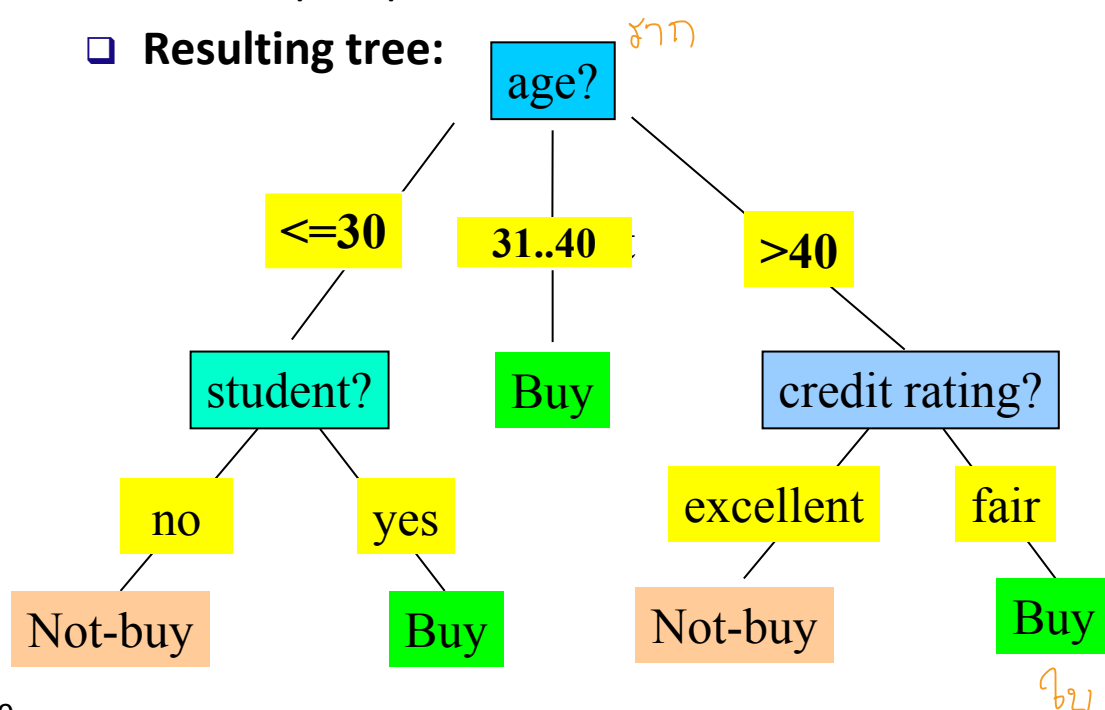 ❑ Resulting tree:
ราก
age?
<=30
31..40
>40
student?
Buy
credit rating?
no
yes
excellent
fair
Not-buy
Buy
Not-buy
Buy
ใบ